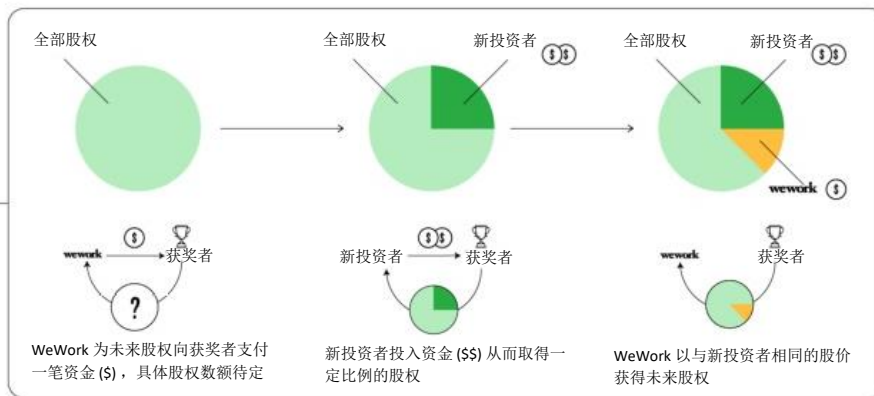 全部股权
新投资者
$$
全部股权
新投资者
$$
全部股权
wework $
$
wework
获奖者
?
WeWork 为未来股权向获奖者支付
一笔资金 ($) ，具体股权数额待定
$$
新投资者
获奖者
新投资者投入资金 ($$) 从而取得一
定比例的股权
wework
获奖者
WeWork 以与新投资者相同的股价
获得未来股权